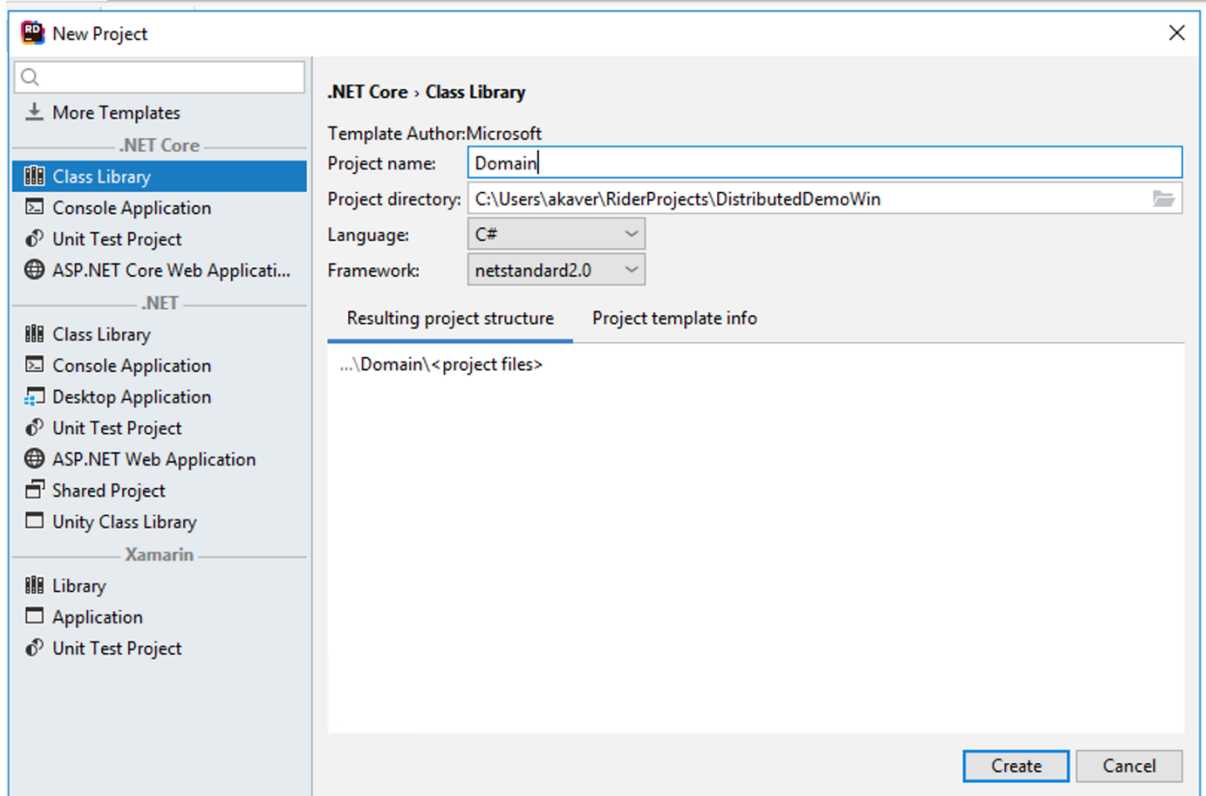 RD
New Project
More Templates
.NET Core
Class Library
Console Application
Unit Test Project
ASP.NET Core Web Applicati...
.NET
Class Library
Console Application
Desktop Application
Unit Test Project
ASP.NET Web Application
Shared Project
Unity Class Library
Xamarin
Library
Application
Unit Test Project
.NET Core › Class Library
Template Author:Microsoft
Project name: Domain
Project directory: C:\Users\akaver\RiderProjects\DistributedDemoWin
Language: C#
Framework: netstandard2.0
Resulting project structure Project template info
...\Domain\<project files>
Create Cancel